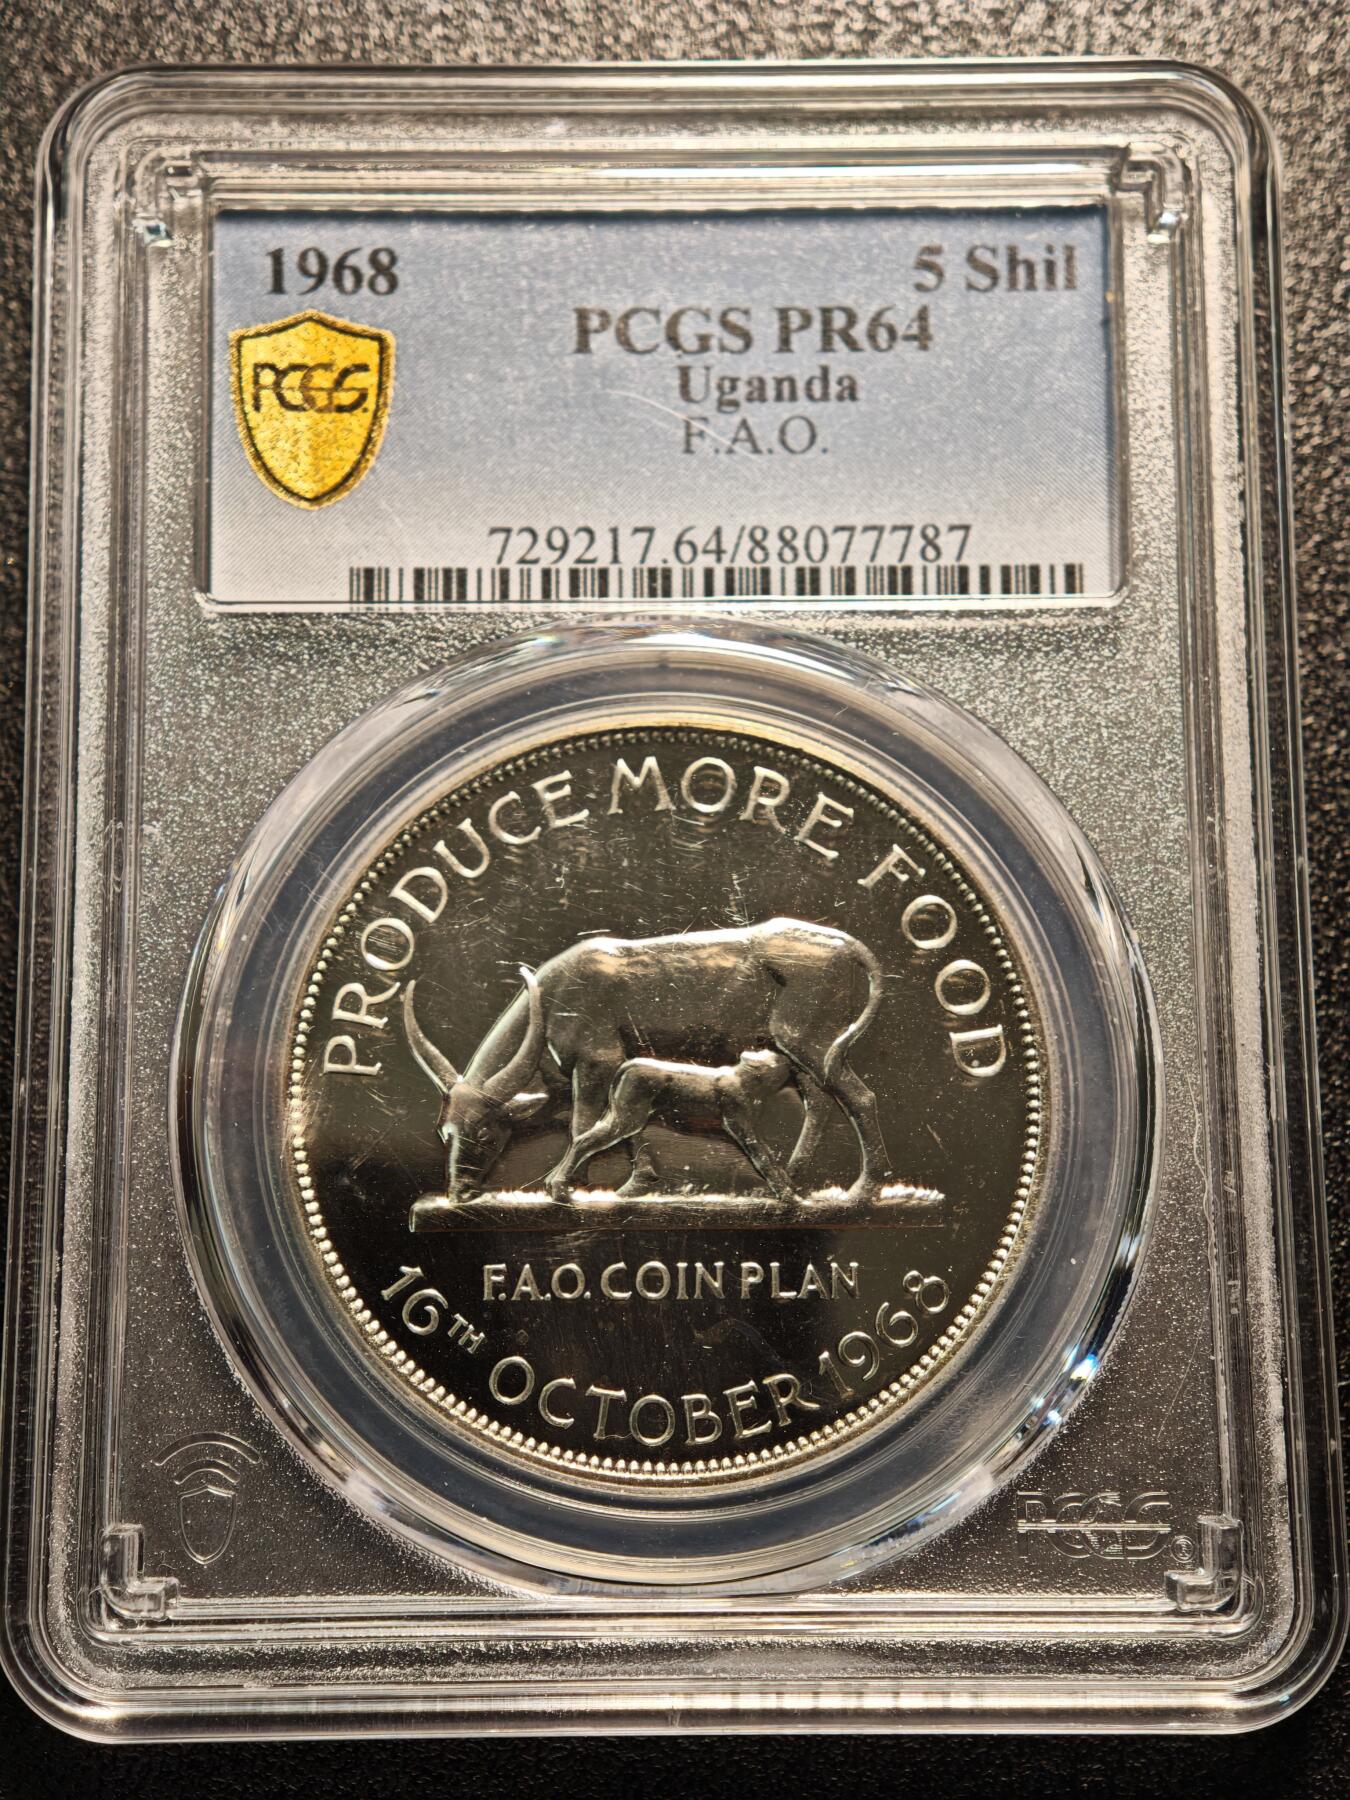 1968
5 Shil
PCGS PR64
Uganda
F.A.O.
PCGS
729217.64/88077787
PRODUCE MORE FOOD
F.A.O. COIN PLAN
16TH OCTOBER 1968
PCGS